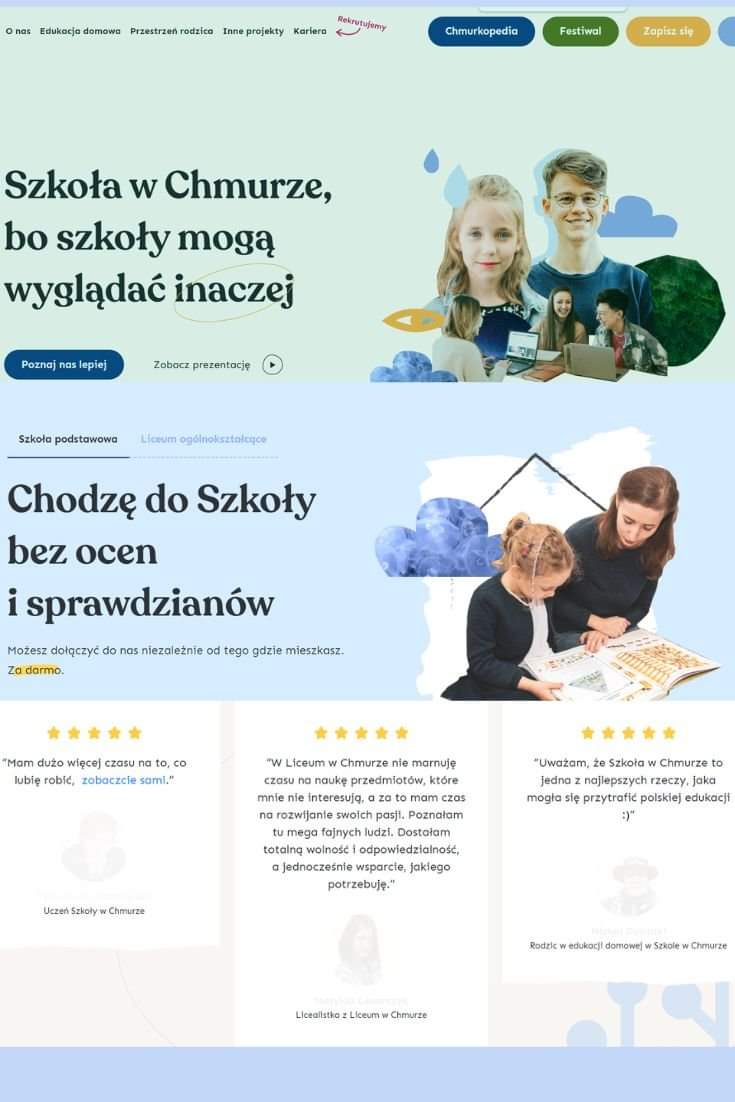 O nas Edukacja domowa Przestrzeń rodzica Inne projekty Kariera Rekrutujemy Chmurkopedia Festiwal Zapisz się
Szkoła w Chmurze,
bo szkoły mogą
wyglądać inaczej
Poznaj nas lepiej Zobacz prezentację
Szkoła podstawowa Liceum ogólnokształcące
Chodzę do Szkoły
bez ocen
i sprawdzianów
Możesz dołączyć do nas niezależnie od tego gdzie mieszkasz.
Za darmo.
"Mam dużo więcej czasu na to, co
lubię robić, zobaczcie sami."
Uczeń Szkoły w Chmurze
"W Liceum w Chmurze nie marnuję
czasu na naukę przedmiotów, które
mnie nie interesują, a za to mam czas
na rozwijanie swoich pasji. Poznałam
tu mega fajnych ludzi. Dostałam
totalną wolność i odpowiedzialność,
a jednocześnie wsparcie, jakiego
potrzebuję."
Licealistka z Liceum w Chmurze
"Uważam, że Szkoła w Chmurze to
jedna z najlepszych rzeczy, jaka
mogła się przytrafić polskiej edukacji
:)"
Rodzic w edukacji domowej w Szkole w Chmurze